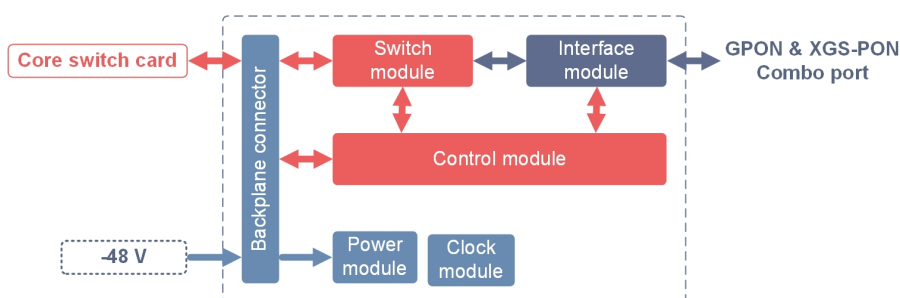 Core switch card
Backplane connector
Switch
module
Interface
module
GPON & XGS-PON
Combo port
Control module
-48 V
Power
module
Clock
module